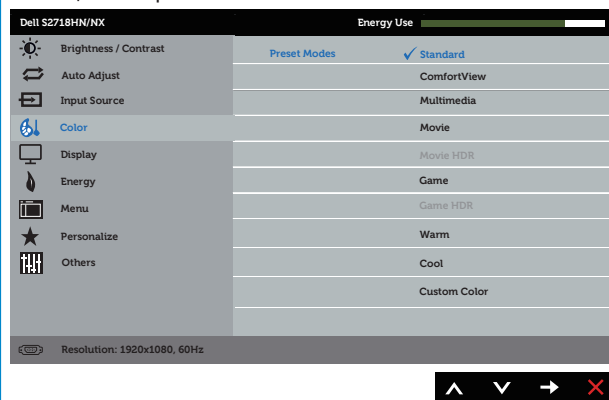 Dell S2718HN/NX Energy Use
Brightness / Contrast
Preset Modes ✓ Standard
Auto Adjust
ComfortView
Input Source
Multimedia
Color
Movie
Display
Movie HDR
Energy
Game
Menu
Game HDR
Personalize
Warm
Others
Cool
Custom Color
Resolution: 1920x1080, 60Hz